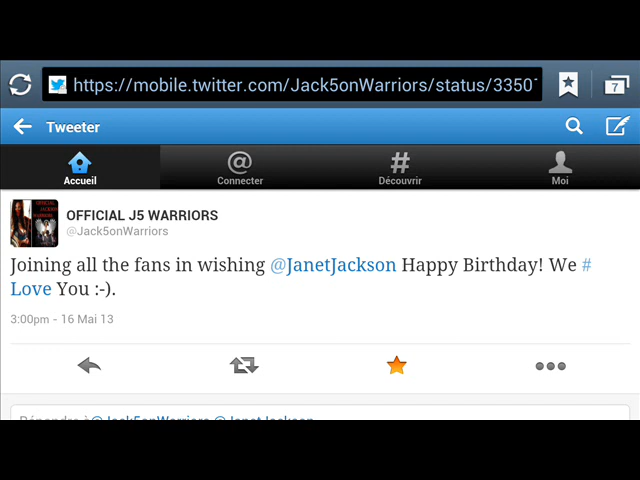 https://mobile.twitter.com/Jack5onWarriors/status/3350
7
Tweeter
Accueil
@ Connecter
# Découvrir
Moi
OFFICIAL J5 WARRIORS
@Jack5onWarriors
Joining all the fans in wishing @JanetJackson Happy Birthday! We #
Love You :-).
3:00pm - 16 Mai 13
Répondre à @Jack5onWarriors @JanetJackson